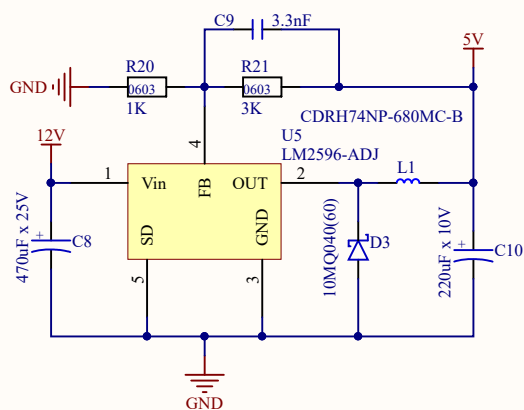 C9 3.3nF
5V
R20 R21
GND 0603 0603
1K 3K
CDRH74NP-680MC-B
U5
LM2596-ADJ
12V
4
1 Vin FB OUT 2 L1
SD GND
470uF x 25V + C8
10MQ040(60) D3
220uF x 10V + C10
5 3
GND